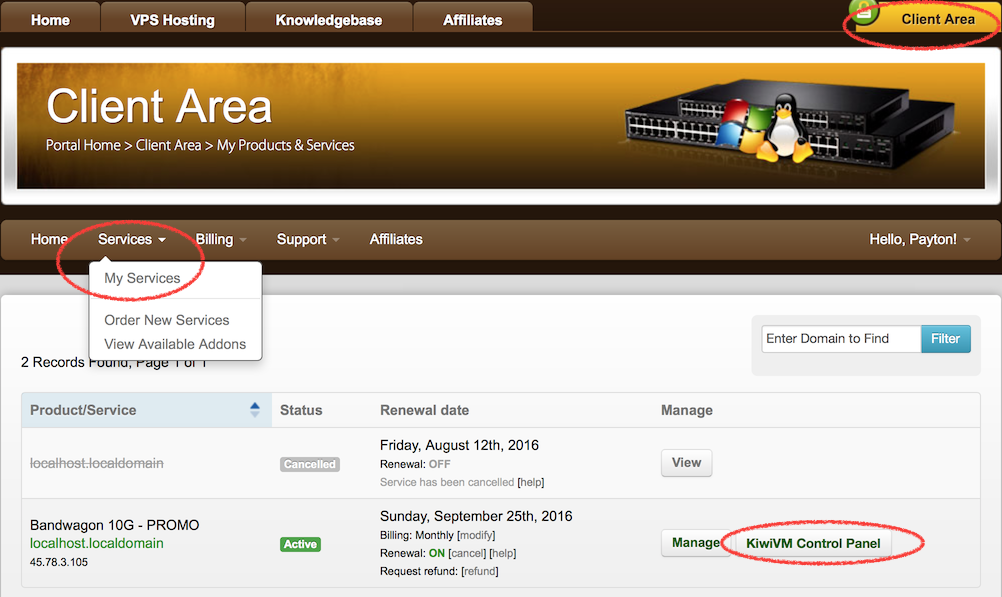 Home VPS Hosting Knowledgebase Affiliates Client Area
Client Area
Portal Home > Client Area > My Products & Services
Home Services Billing Support Affiliates Hello, Payton!
My Services
Order New Services
View Available Addons
Enter Domain to Find Filter
2 Records Found, Page 1 of 1
Product/Service Status Renewal date Manage
localhost.localdomain Cancelled Friday, August 12th, 2016 View
Renewal: OFF
Service has been cancelled [help]
Bandwagon 10G - PROMO Sunday, September 25th, 2016
localhost.localdomain Active Billing: Monthly [modify] Manage KiwiVM Control Panel
45.78.3.105 Renewal: ON [cancel] [help]
Request refund: [refund]